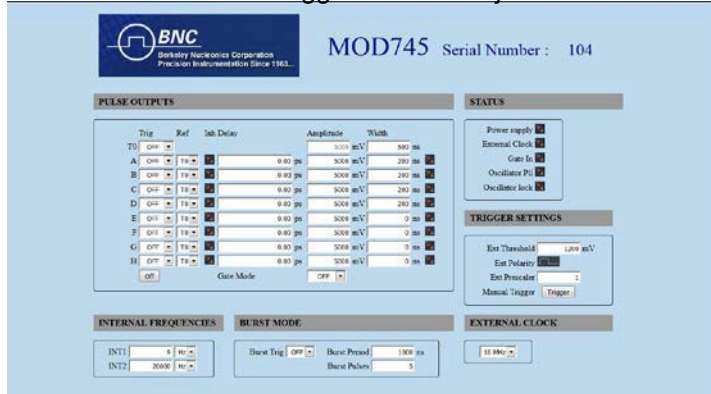 BNC
Berkeley Nucleonics Corporation
Precision Instrumentation Since 1963...
MOD745 Serial Number : 104
PULSE OUTPUTS
Trig Ref Inh Delay Amplitude Width
T0 OFF 5000 mV 500 ns
A OFF T0 0.00 ps 5000 mV 200 ns
B OFF T0 0.00 ps 5000 mV 200 ns
C OFF T0 0.00 ps 5000 mV 200 ns
D OFF T0 0.00 ps 5000 mV 200 ns
E OFF T0 0.00 ps 5000 mV 0 ns
F OFF T0 0.00 ps 5000 mV 0 ns
G OFF T0 0.00 ps 5000 mV 0 ns
H OFF T0 0.00 ps 5000 mV 0 ns
Off Gate Mode OFF
STATUS
Power supply
External Clock
Gate In
Oscillator Pll
Oscillator lock
TRIGGER SETTINGS
Ext Threshold 1200 mV
Ext Polarity
Ext Prescaler 1
Manual Trigger Trigger
INTERNAL FREQUENCIES
INT1 Hz
INT2 20000 Hz
BURST MODE
Burst Trig OFF Burst Period 1000 ns
Burst Pulses 5
EXTERNAL CLOCK
10 MHz